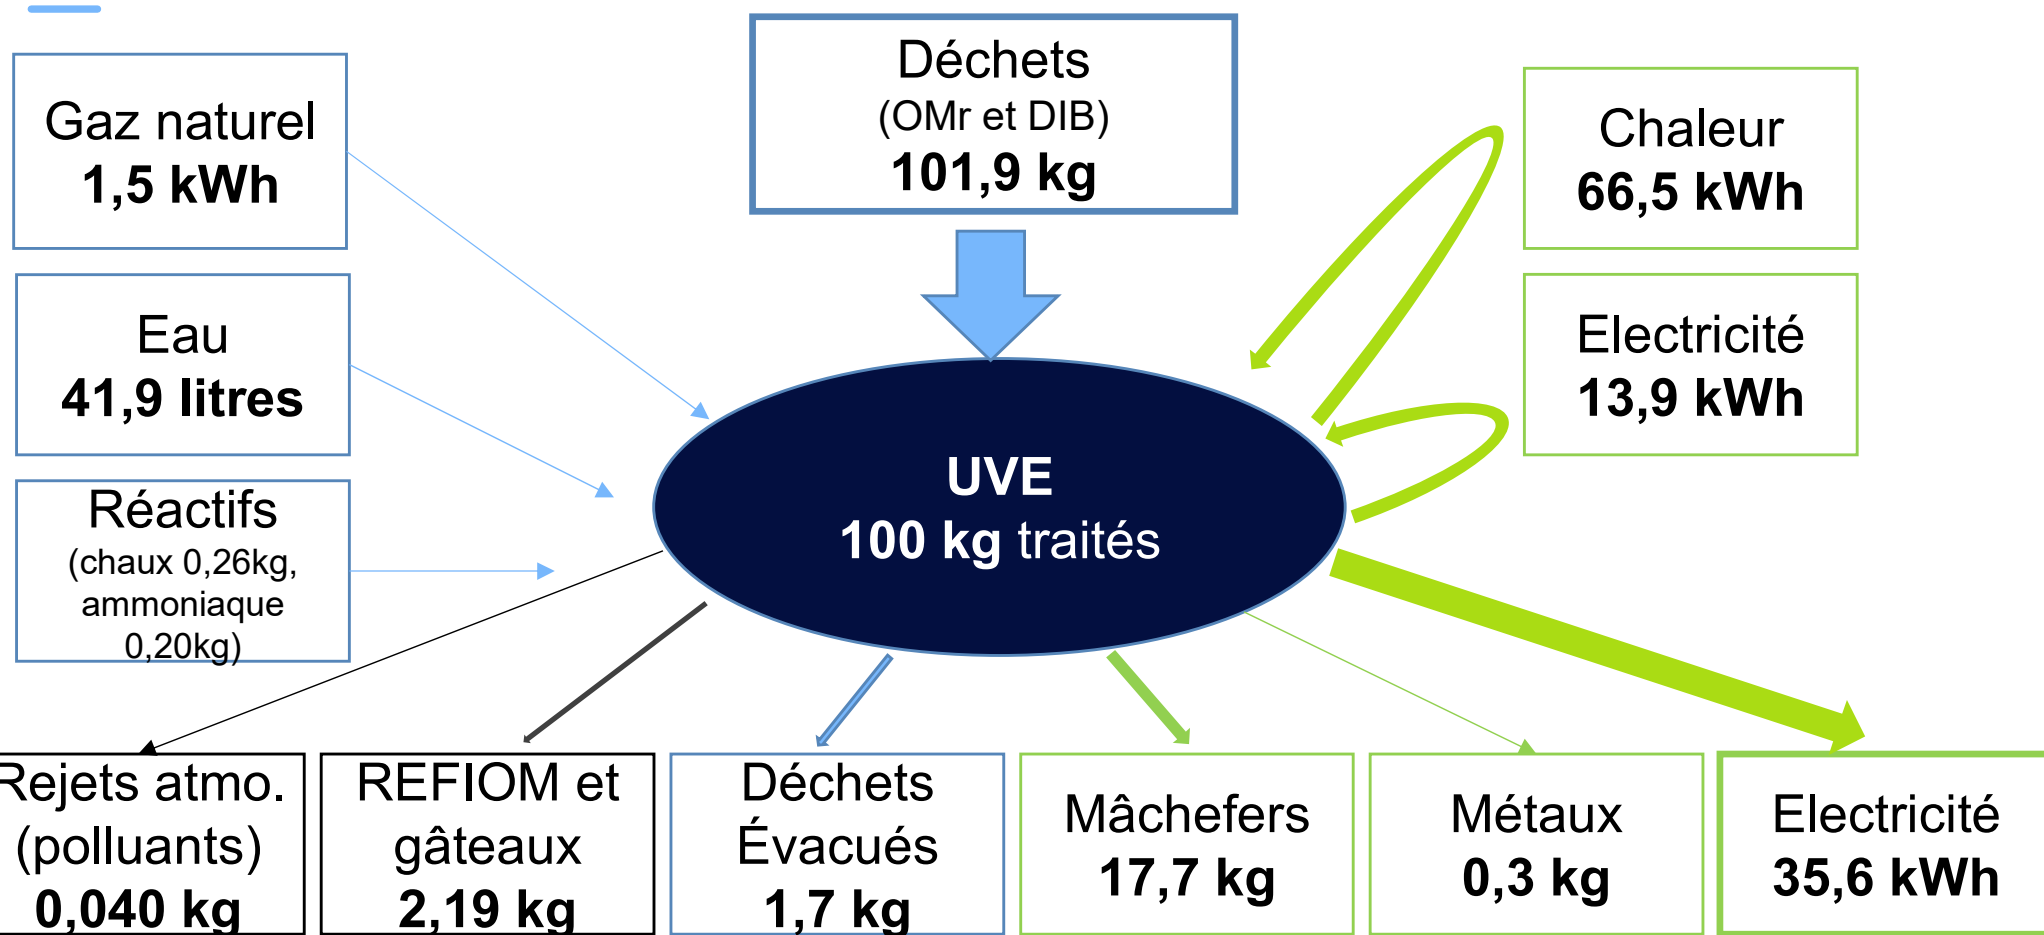 Déchets
(OMr et DIB)
101,9 kg
Gaz naturel
1,5 kWh
Chaleur
66,5 kWh
Eau
41,9 litres
Electricité
13,9 kWh
UVE
100 kg traités
Réactifs
(chaux 0,26kg,
ammoniaque
0,20kg)
Rejets atmo.
(polluants)
0,040 kg
REFIOM et
gâteaux
2,19 kg
Déchets
Évacués
1,7 kg
Mâchefers
17,7 kg
Métaux
0,3 kg
Electricité
35,6 kWh